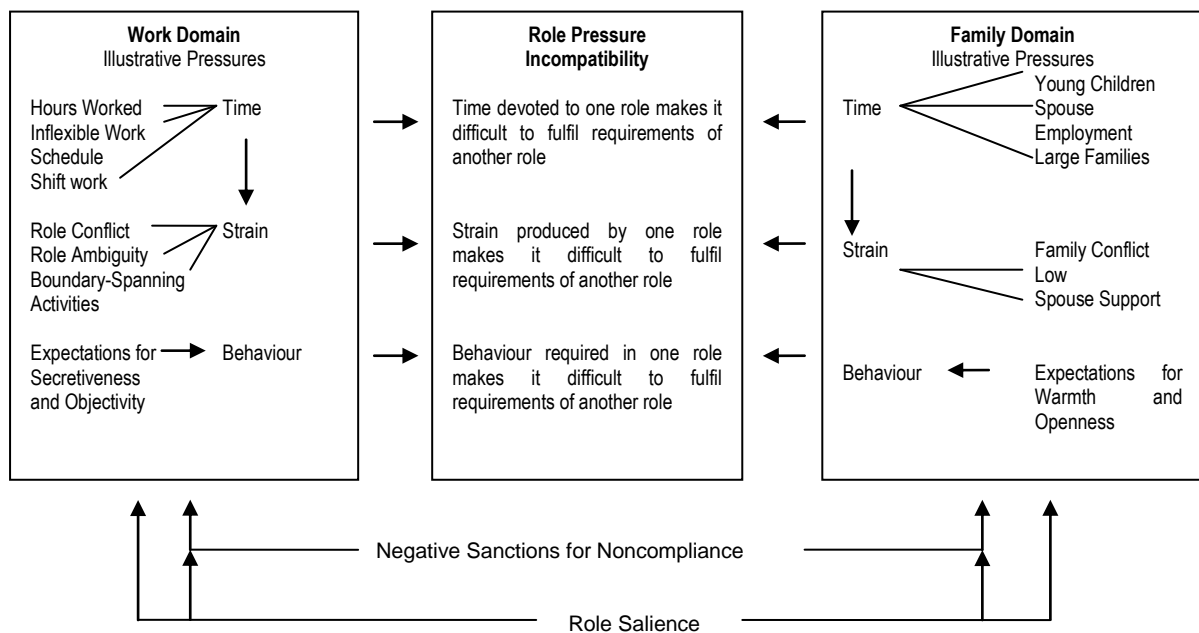 Work Domain
Illustrative Pressures
Hours Worked
Inflexible Work
Schedule
Shift work
Time
Role Conflict
Role Ambiguity
Boundary-Spanning
Activities
Strain
Expectations for
Secretiveness
and Objectivity
Behaviour
Role Pressure
Incompatibility
Time devoted to one role makes it
difficult to fulfil requirements of
another role
Strain produced by one role
makes it difficult to fulfil
requirements of another role
Behaviour required in one role
makes it difficult to fulfil
requirements of another role
Family Domain
Illustrative Pressures
Time
Young Children
Spouse
Employment
Large Families
Strain
Family Conflict
Low
Spouse Support
Behaviour
Expectations for
Warmth and
Openness
Negative Sanctions for Noncompliance
Role Salience